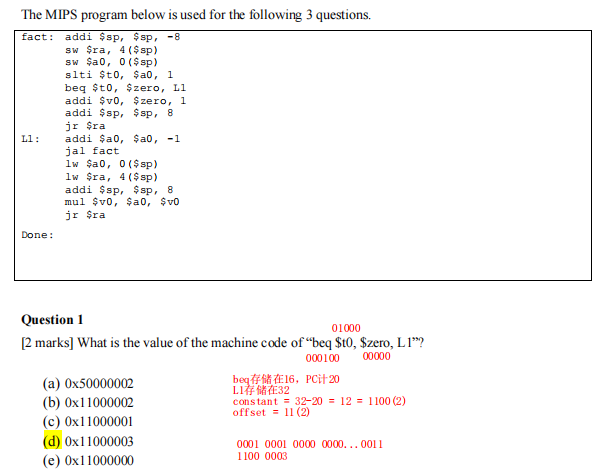 The MIPS program below is used for the following 3 questions.
fact: addi $sp, $sp, -8
sw $ra, 4($sp)
sw $a0, 0($sp)
slti $t0, $a0, 1
beq $t0, $zero, L1
addi $v0, $zero, 1
addi $sp, $sp, 8
jr $ra
L1: addi $a0, $a0, -1
jal fact
lw $a0, 0($sp)
lw $ra, 4($sp)
addi $sp, $sp, 8
mul $v0, $a0, $v0
jr $ra
Done:
Question 1
01000
[2 marks] What is the value of the machine code of “beq $t0, $zero, L1”?
000100 00000
(a) 0x50000002
(b) 0x11000002
(c) 0x11000001
(d) 0x11000003
(e) 0x11000000
beq存储在16，PC计20
L1存储在32
constant = 32-20 = 12 = 1100(2)
offset = 11(2)
0001 0001 0000 0000...0011
1100 0003